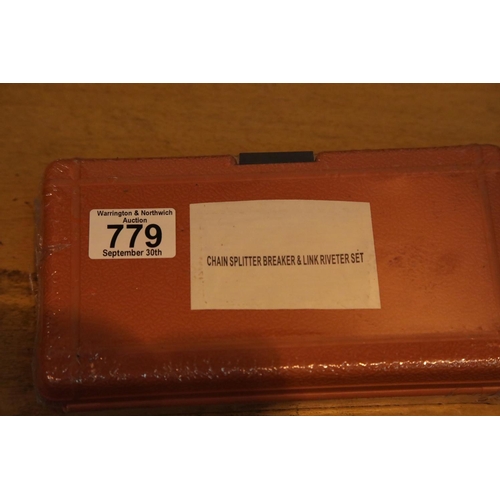 Warrington & Northwich
Auction
779
September 30th
CHAIN SPLITTER BREAKER & LINK RIVETER SET